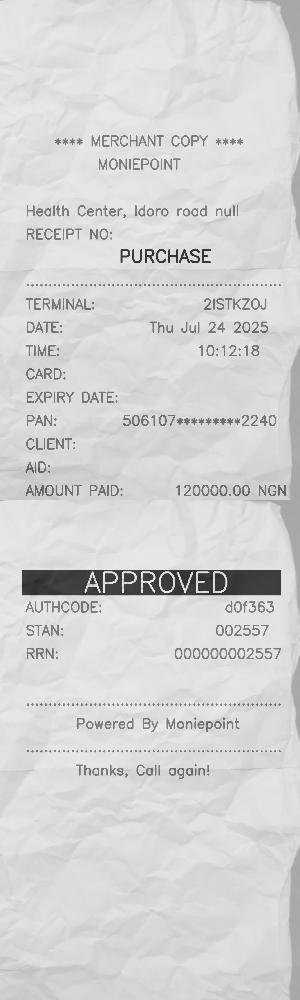 **** MERCHANT COPY ****
MONIEPOINT
Health Center, Idoro road null
RECEIPT NO:
PURCHASE
TERMINAL: 2ISTKZOJ
DATE: Thu Jul 24 2025
TIME: 10:12:18
CARD:
EXPIRY DATE:
PAN: 506107*********2240
CLIENT:
AID:
AMOUNT PAID: 120000.00 NGN
APPROVED
AUTHCODE: d0f363
STAN: 002557
RRN: 000000002557
Powered By Moniepoint
Thanks, Call again!